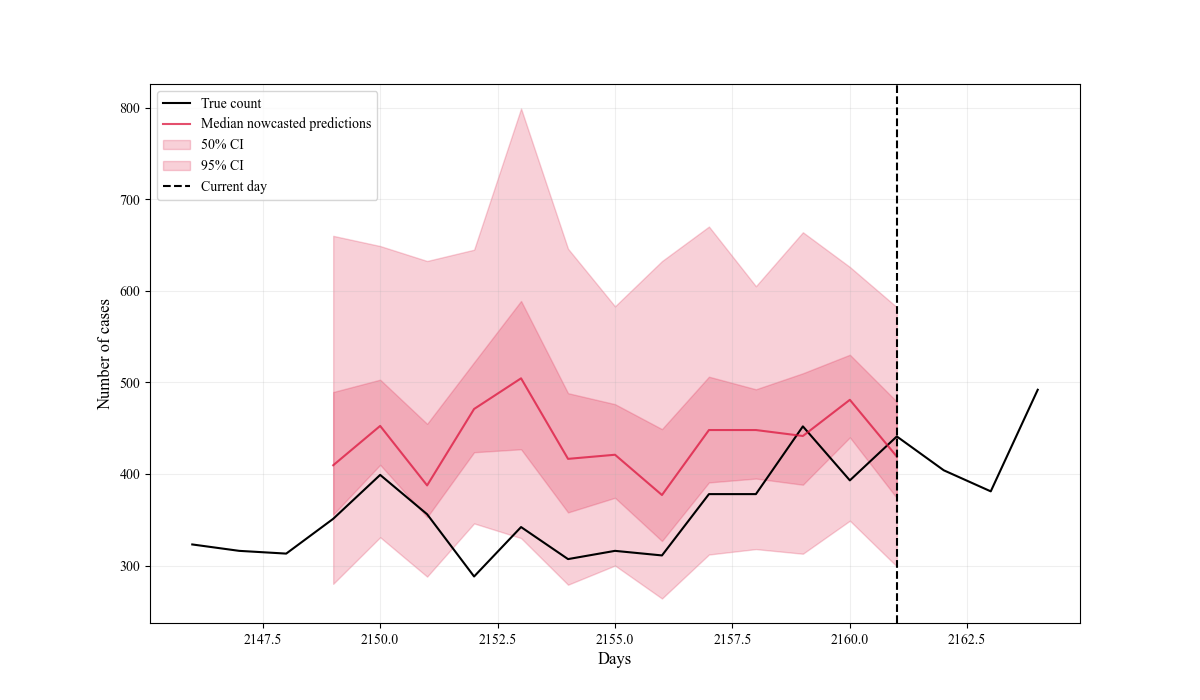 800
700
600
500
400
300
Number of cases
True count
Median nowcasted predictions
50% CI
95% CI
Current day
2147.5 2150.0 2152.5 2155.0 2157.5 2160.0 2162.5
Days